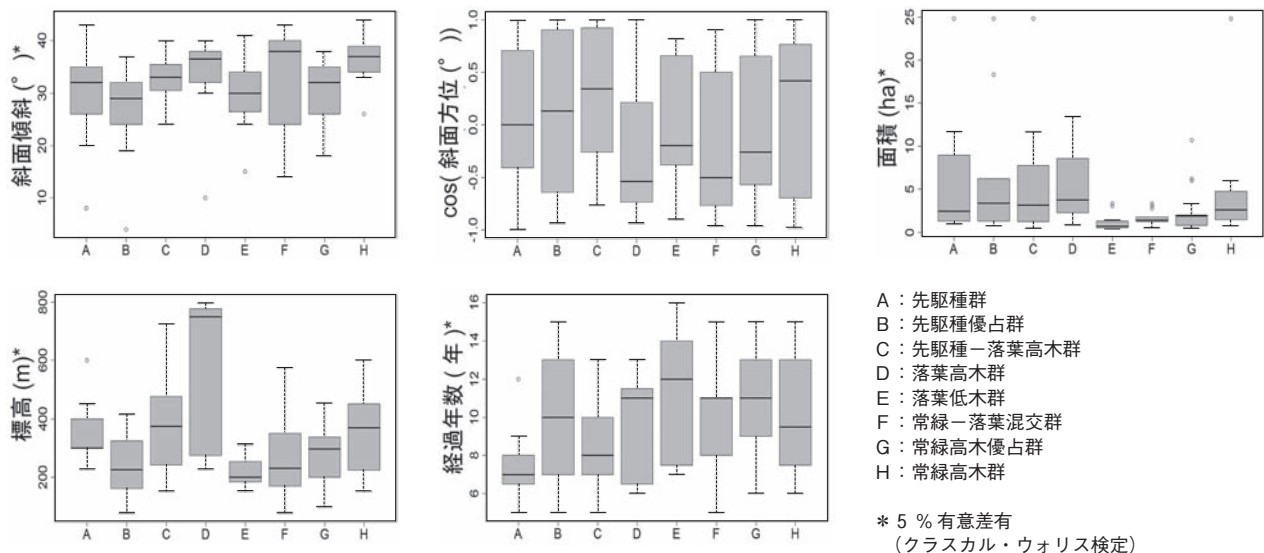 斜面傾斜 (°)*
40
30
20
10
A B C D E F G H
cos( 斜面方位 (°))
1.0
0.5
0.0
-0.5
-1.0
A B C D E F G H
面積 (ha)*
25
20
15
10
5
0
A B C D E F G H
標高 (m)*
800
600
400
200
A B C D E F G H
経過年数 ( 年 )*
16
14
12
10
8
6
A B C D E F G H
A：先駆種群
B：先駆種優占群
C：先駆種－落葉高木群
D：落葉高木群
E：落葉低木群
F：常緑－落葉混交群
G：常緑高木優占群
H：常緑高木群
＊ 5 ％有意差有
（クラスカル・ウォリス検定）